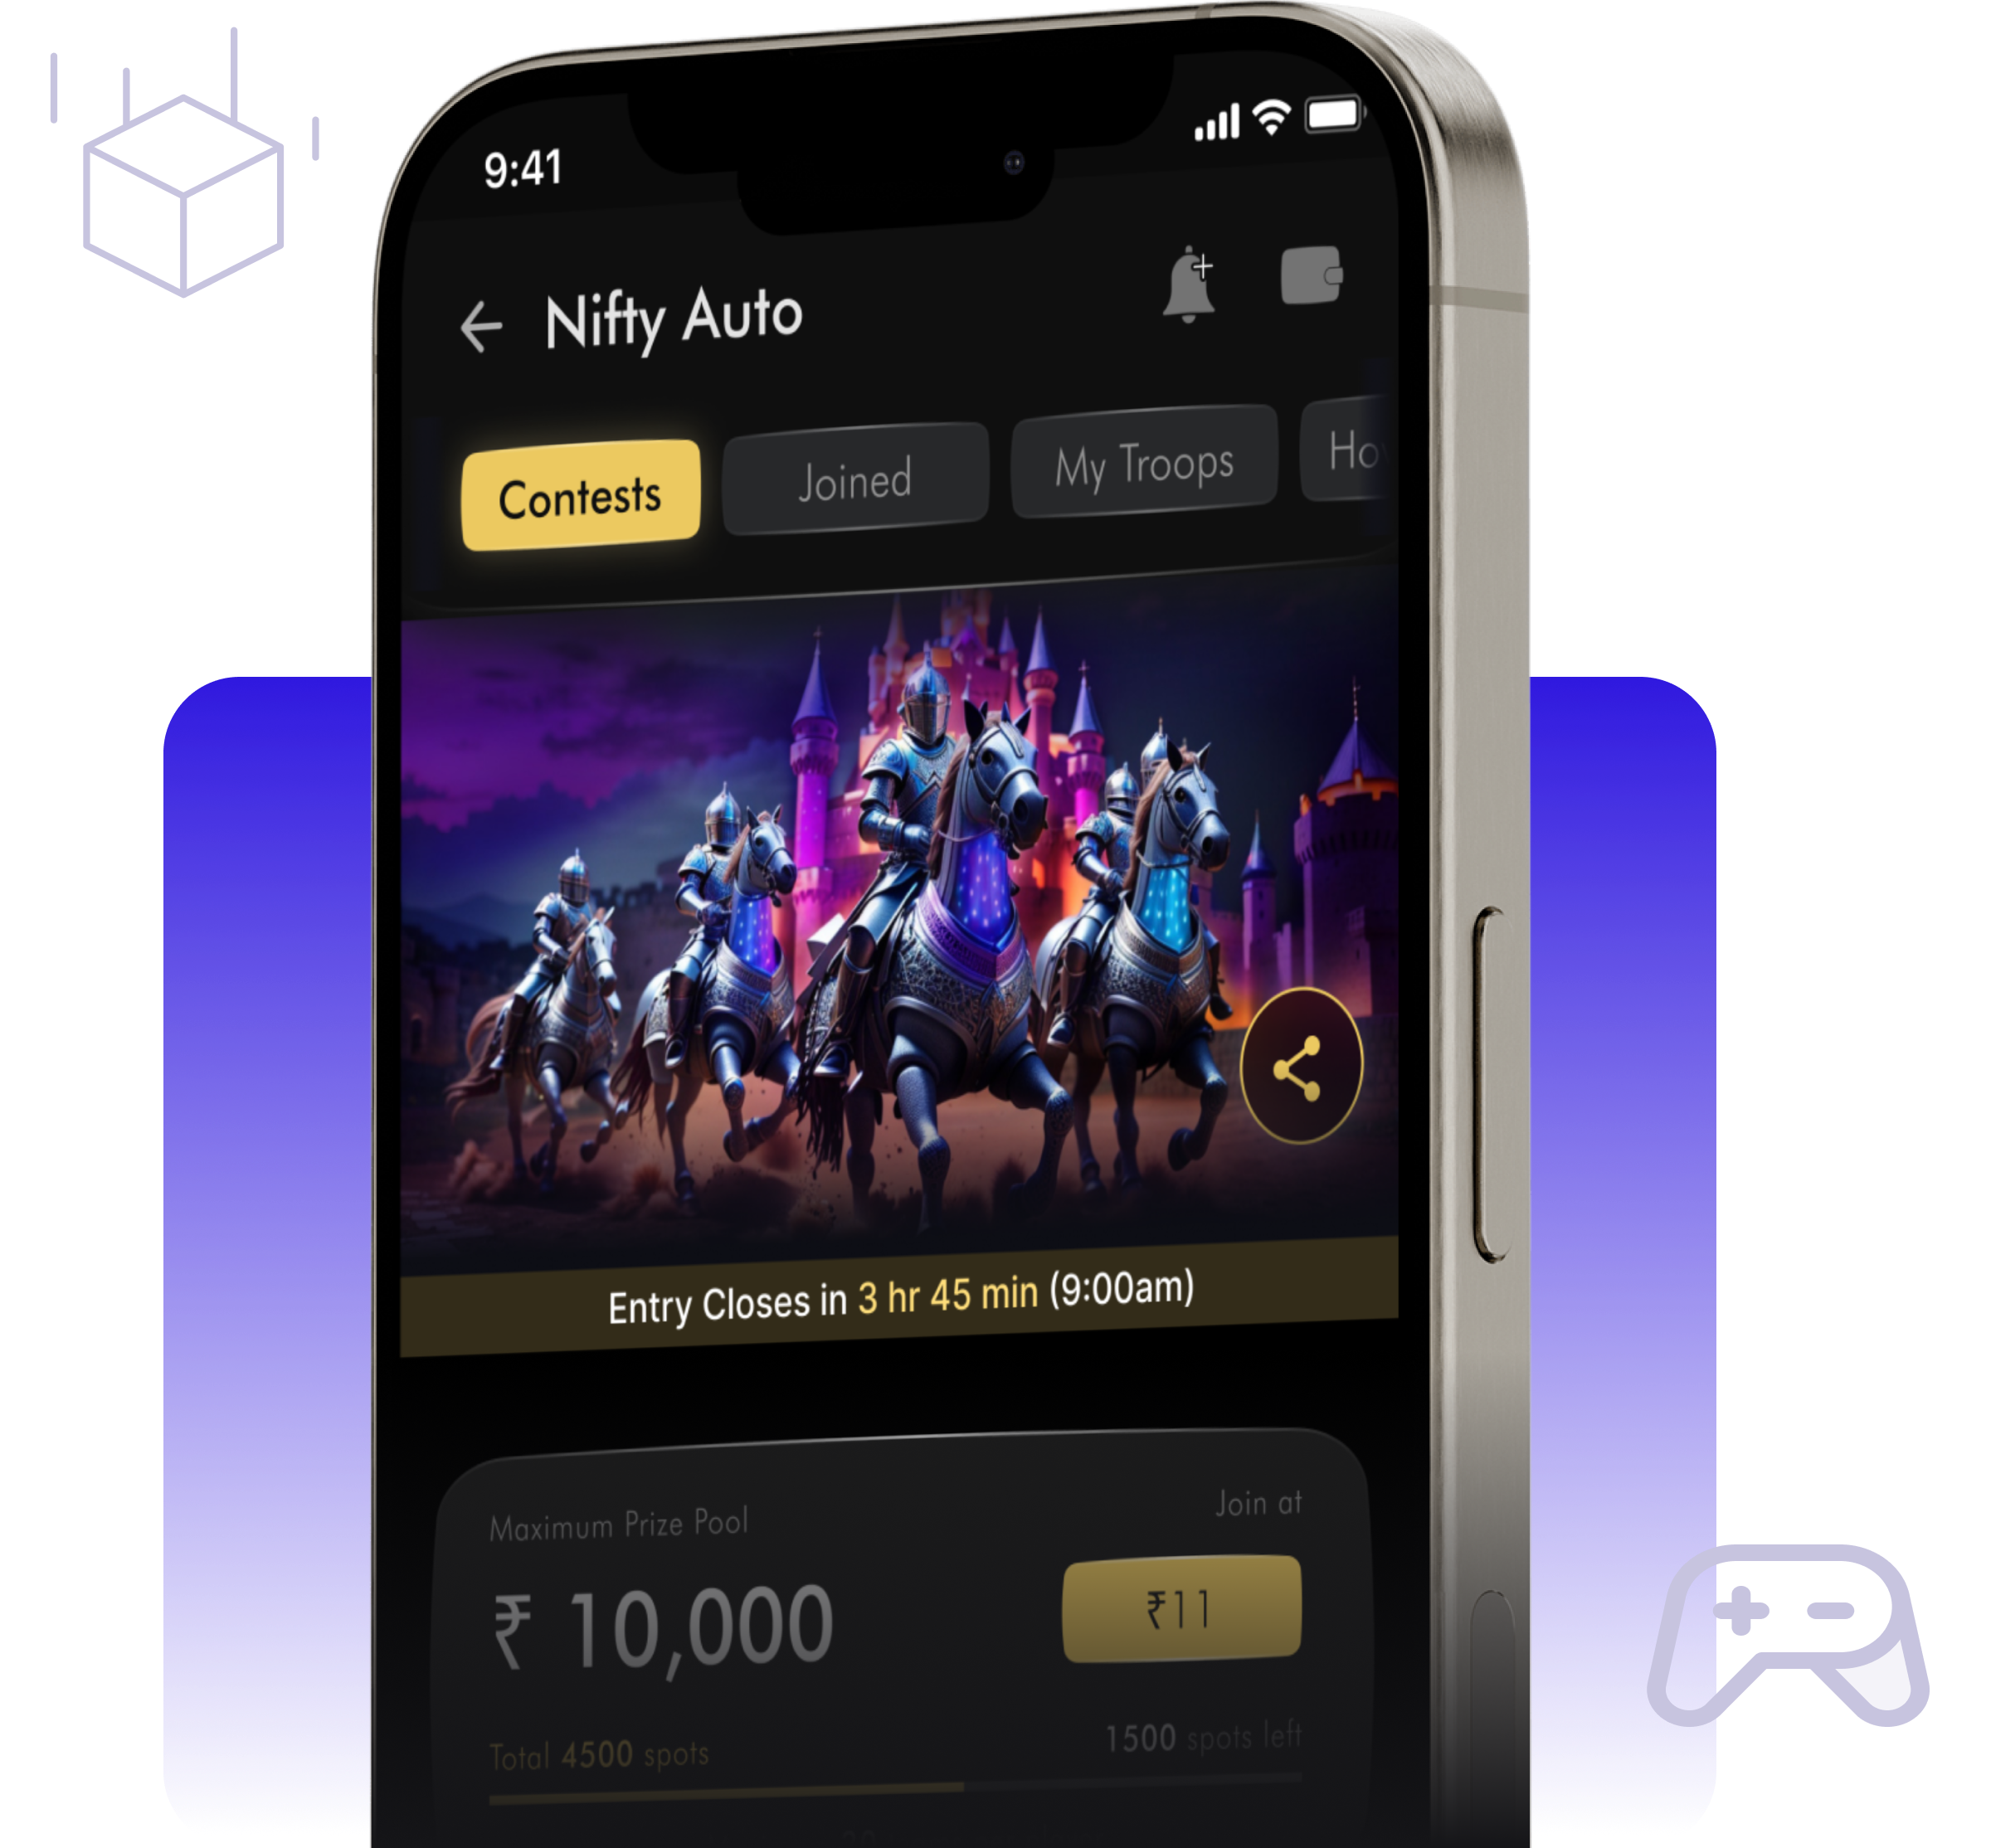 9:41
Nifty Auto
Contests
Joined
My Troops
Entry Closes in 3 hr 45 min (9:00am)
Maximum Prize Pool
Join at
₹ 10,000
₹11
Total 4500 spots
1500 spots left